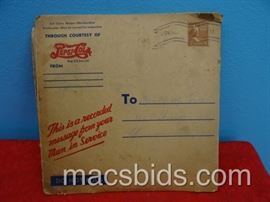 THROUGH COURTESY OF
Pepsi-Cola
FROM
To
This is a recorded
message from your
Man in Service
macsbids.com